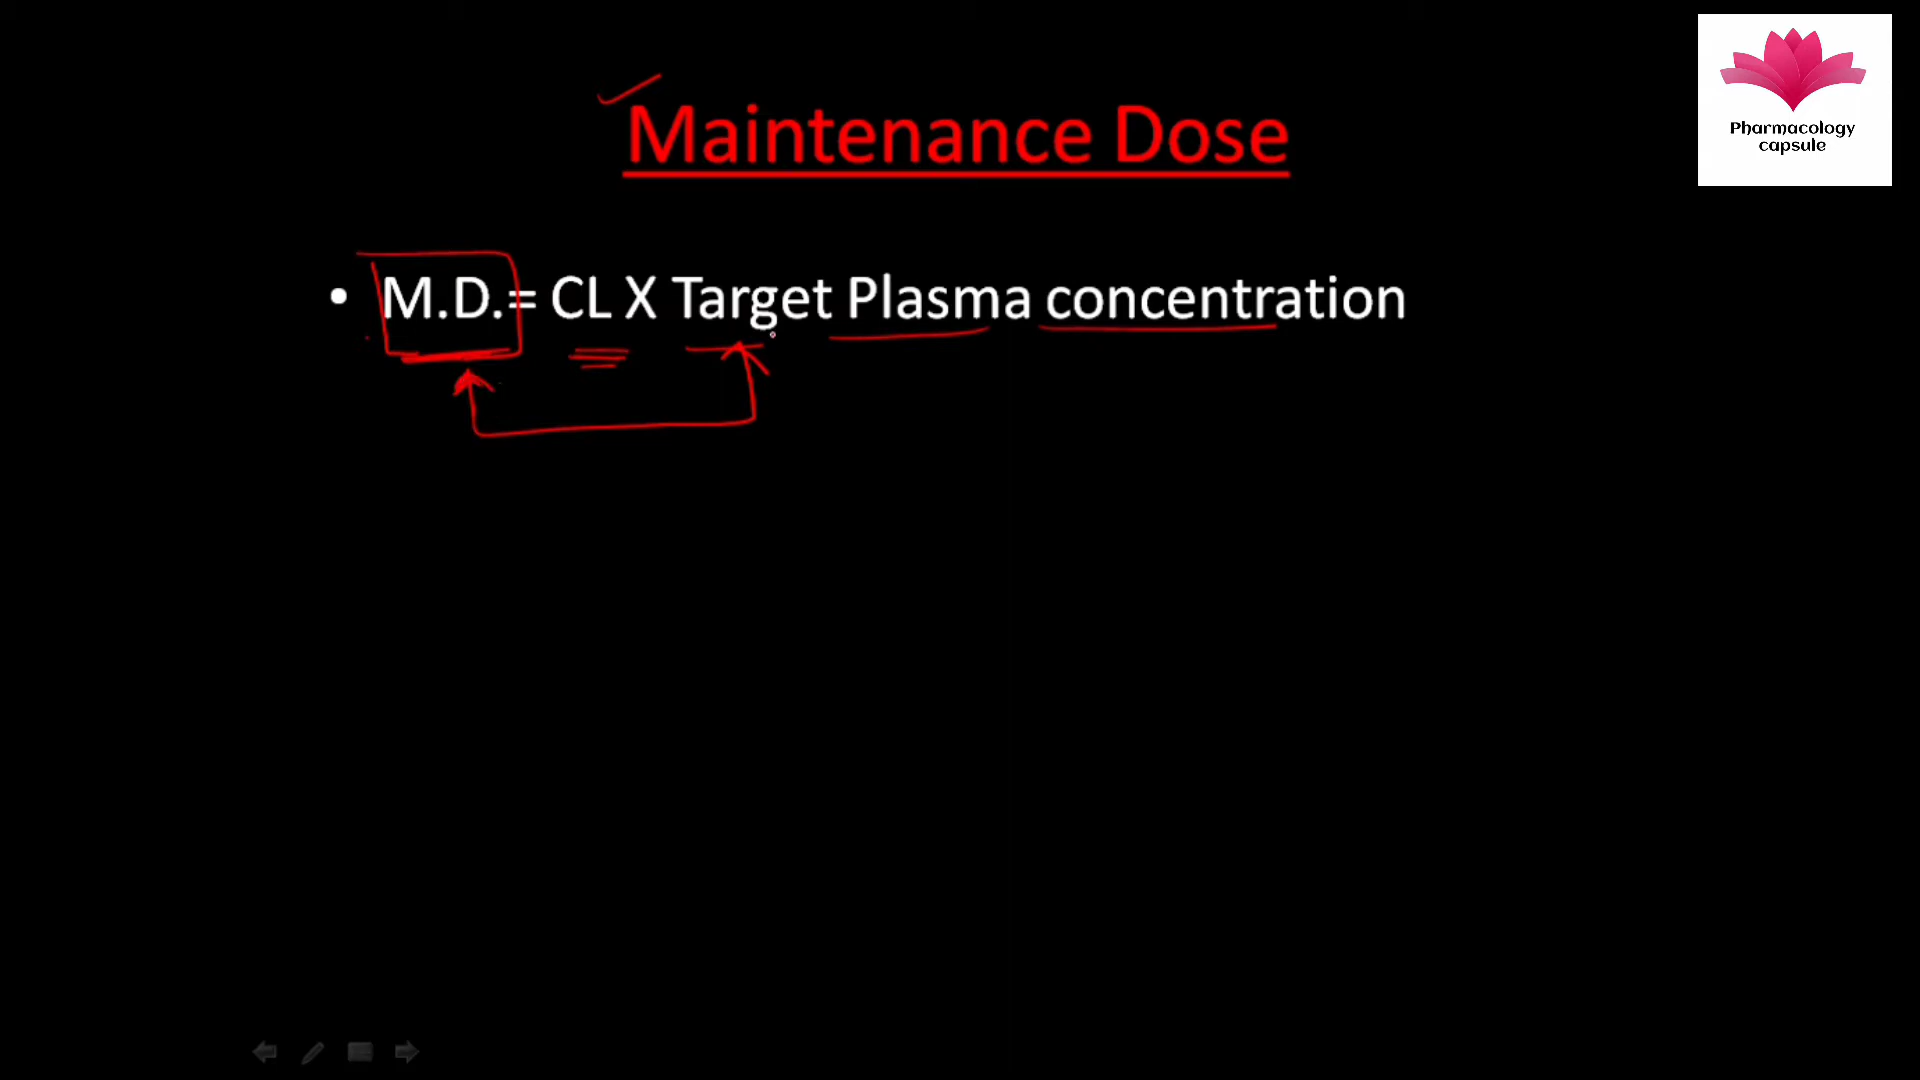 Maintenance Dose
• M.D.= CL X Target Plasma concentration
Pharmacology
capsule